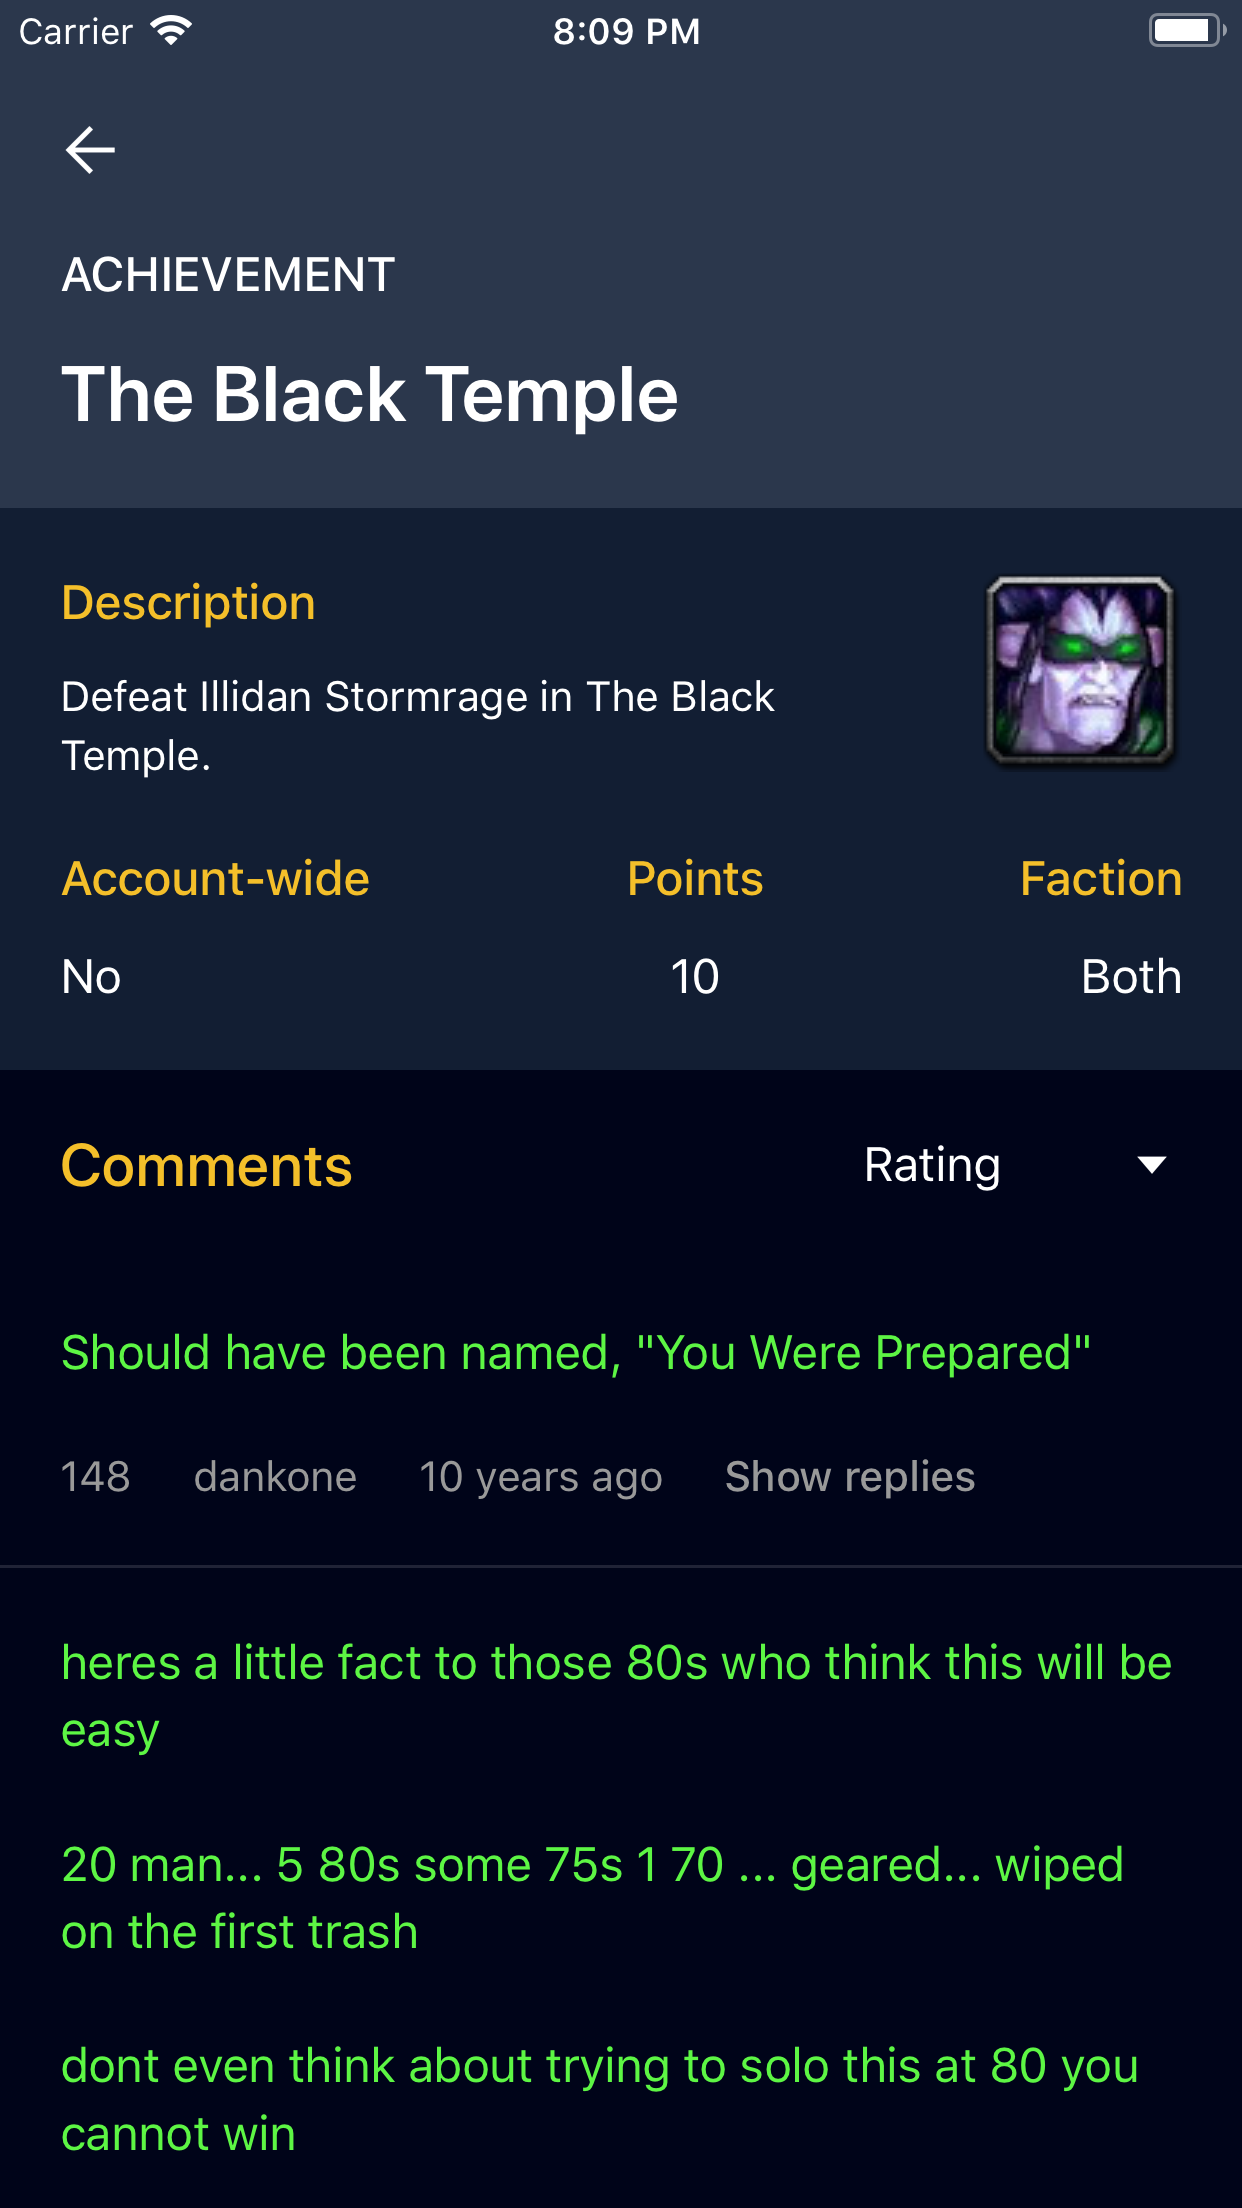 Carrier 8:09 PM
ACHIEVEMENT
The Black Temple
Description
Defeat Illidan Stormrage in The Black
Temple.
Account-wide Points Faction
No 10 Both
Comments Rating
Should have been named, "You Were Prepared"
148 dankone 10 years ago Show replies
heres a little fact to those 80s who think this will be
easy
20 man... 5 80s some 75s 1 70 ... geared... wiped
on the first trash
dont even think about trying to solo this at 80 you
cannot win